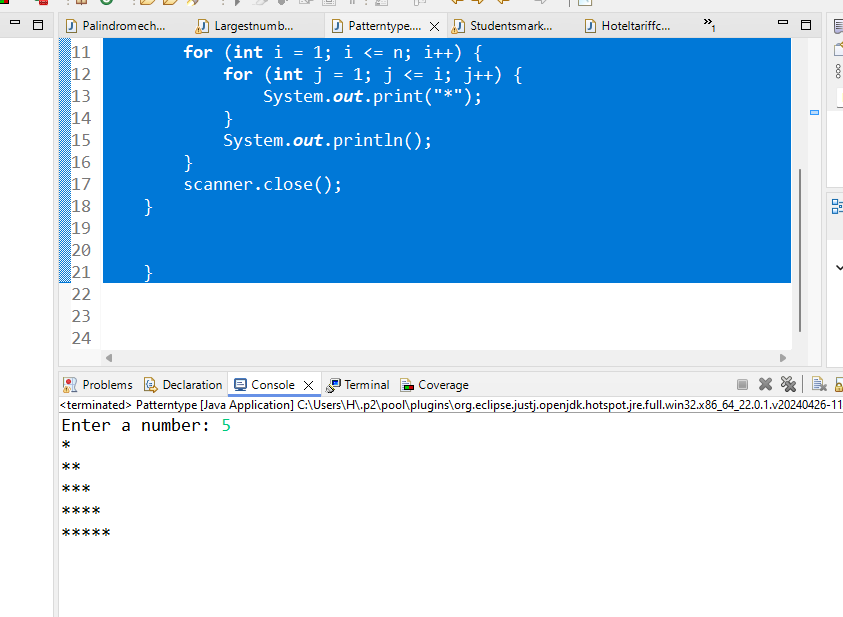 Palindromech... Largestnumb... Patterntype.... Studentsmark... Hoteltariffc... »1
11 for (int i = 1; i <= n; i++) {
12 for (int j = 1; j <= i; j++) {
13 System.out.print("*");
14 }
15 System.out.println();
16 }
17 scanner.close();
18 }
19
20
21 }
22
23
24
Problems Declaration Console Terminal Coverage
<terminated> Patterntype [Java Application] C:\Users\H\.p2\pool\plugins\org.eclipse.justj.openjdk.hotspot.jre.full.win32.x86_64_22.0.1.v20240426-11
Enter a number: 5
*
**
***
****
*****